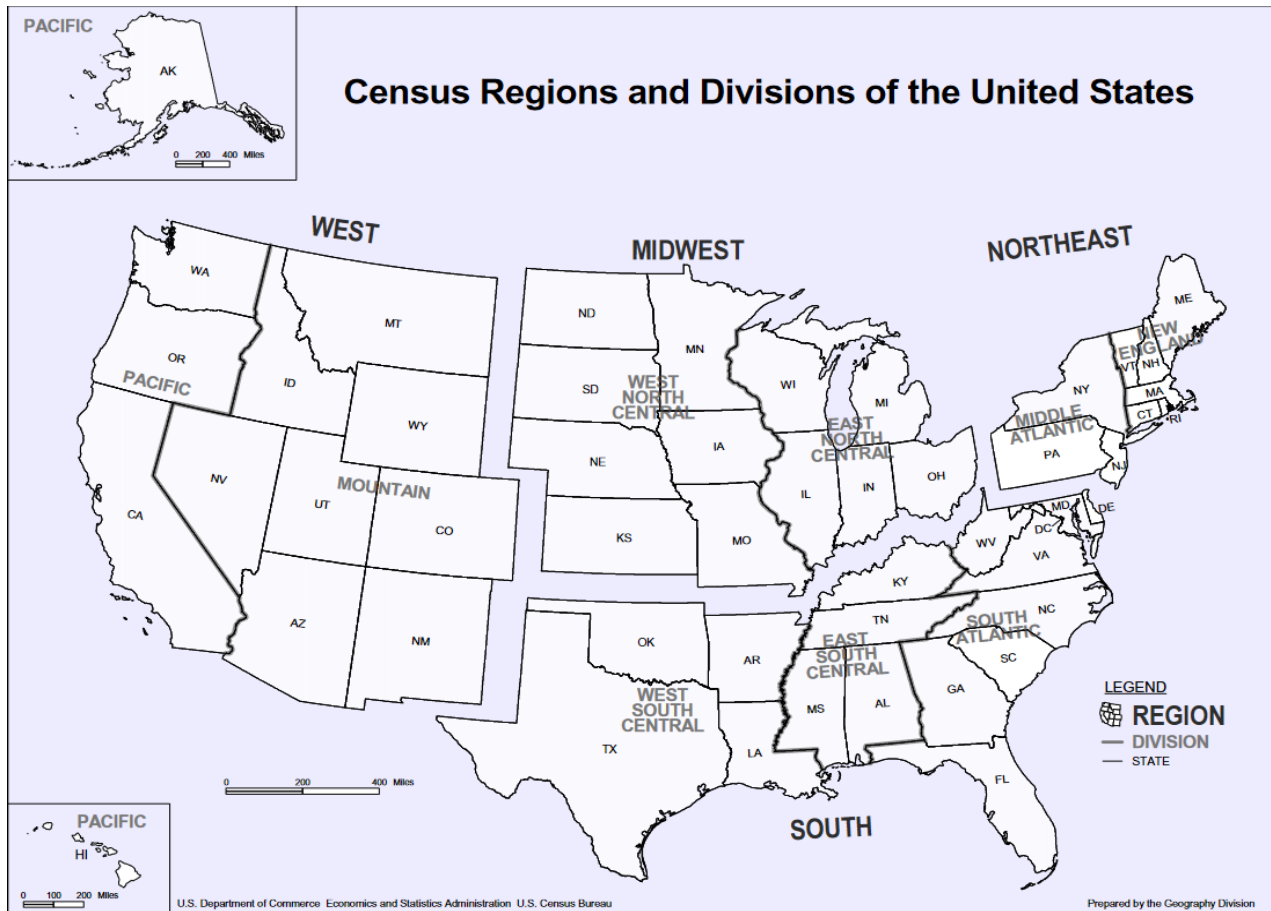 PACIFIC
AK
0 200 400 Miles
Census Regions and Divisions of the United States
WEST
MIDWEST
NORTHEAST
WA
MT
ND
MN
ME
OR
ID
SD
WI
MI
NY
VT
NH
NEW
ENGLAND
PACIFIC
WY
WEST
NORTH
CENTRAL
MA
CT
RI
MIDDLE
ATLANTIC
EAST
NORTH
CENTRAL
IA
NE
PA
NJ
NV
UT
MOUNTAIN
CO
IL
IN
OH
CA
KS
MO
MD
DE
DC
WV
VA
KY
AZ
NM
OK
AR
TN
NC
SOUTH
ATLANTIC
EAST
SOUTH
CENTRAL
SC
WEST
SOUTH
CENTRAL
MS
AL
GA
TX
LA
FL
LEGEND
REGION
DIVISION
STATE
0 200 400 Miles
SOUTH
PACIFIC
HI
0 100 200 Miles
U.S. Department of Commerce Economics and Statistics Administration U.S. Census Bureau
Prepared by the Geography Division